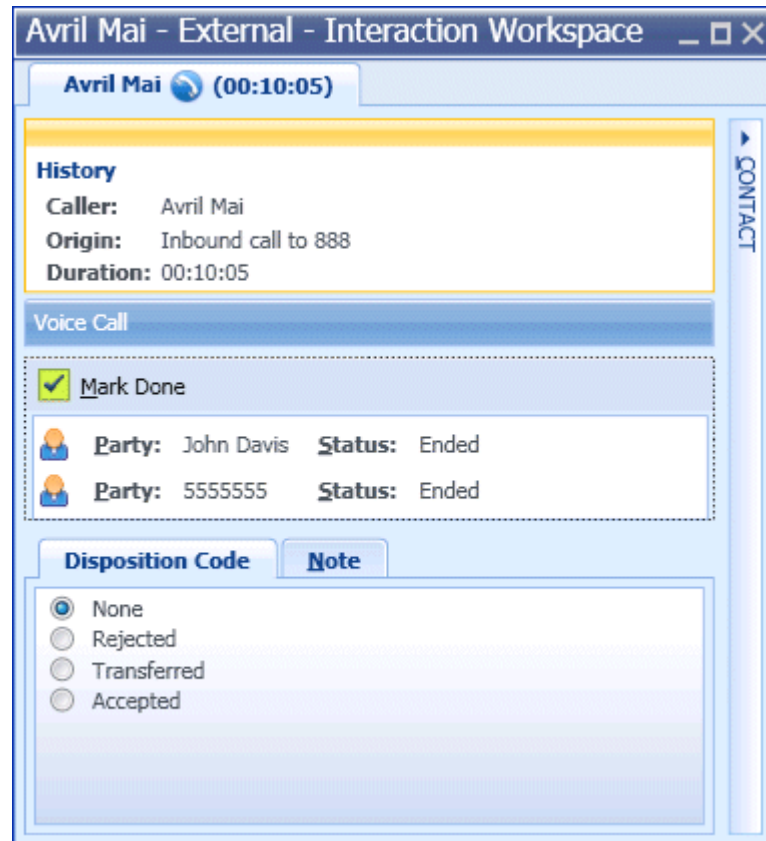 Avril Mai - External - Interaction Workspace
Avril Mai (00:10:05)
History
Caller: Avril Mai
Origin: Inbound call to 888
Duration: 00:10:05
CONTACT
Voice Call
Mark Done
Party: John Davis Status: Ended
Party: 5555555 Status: Ended
Disposition Code Note
None
Rejected
Transferred
Accepted